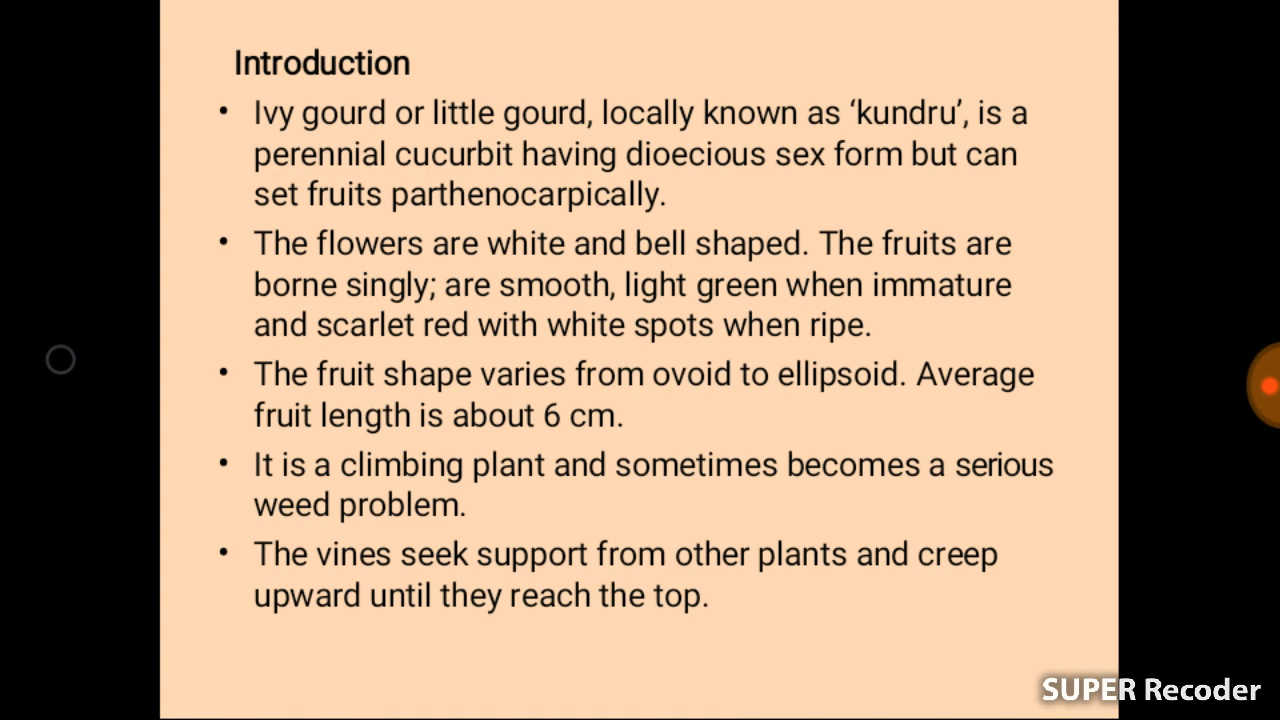 Introduction
• Ivy gourd or little gourd, locally known as ‘kundru’, is a
perennial cucurbit having dioecious sex form but can
set fruits parthenocarpically.
• The flowers are white and bell shaped. The fruits are
borne singly; are smooth, light green when immature
and scarlet red with white spots when ripe.
• The fruit shape varies from ovoid to ellipsoid. Average
fruit length is about 6 cm.
• It is a climbing plant and sometimes becomes a serious
weed problem.
• The vines seek support from other plants and creep
upward until they reach the top.
SUPER Recoder